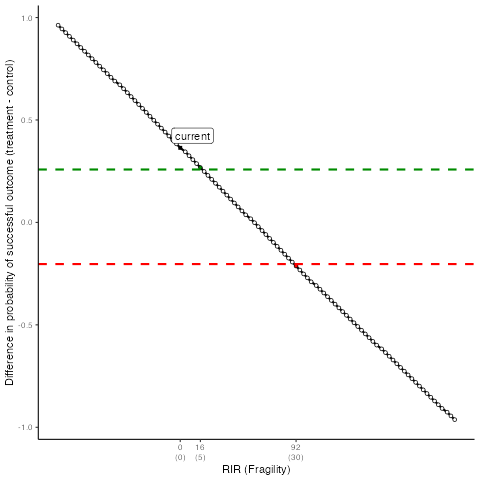 Difference in probability of successful outcome (treatment - control)
1.0
0.5
0.0
-0.5
-1.0
current
0 16 92
(0) (5) (30)
RIR (Fragility)